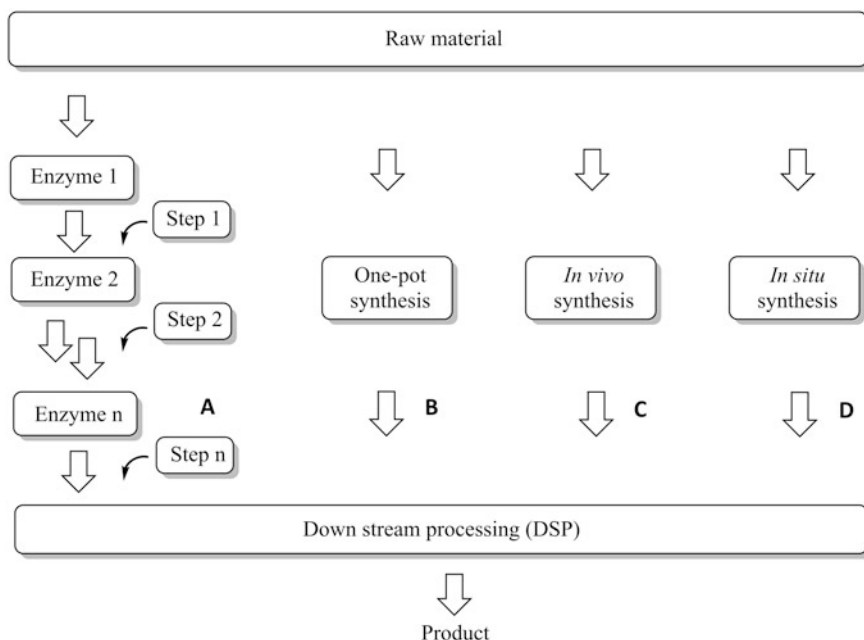 Raw material
Enzyme 1
Step 1
Enzyme 2
Step 2
Enzyme n
A
Step n
One-pot
synthesis
B
In vivo
synthesis
C
In situ
synthesis
D
Down stream processing (DSP)
Product